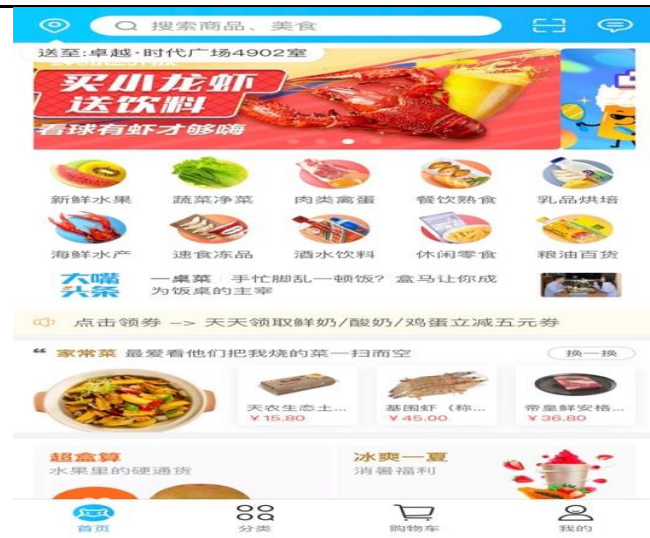 搜索商品、美食
送至:卓越·时代广场4902室
买小龙虾
送饮料
看球有虾才够嗨
新鲜水果 蔬菜净菜 肉类禽蛋 餐饮熟食 乳品烘焙
海鲜水产 速食冻品 酒水饮料 休闲零食 粮油百货
大嘴
头条
一桌菜 手忙脚乱一顿饭？盒马让你成
为饭桌的主宰
点击领券 -> 天天领取鲜奶/酸奶/鸡蛋立减五元券
“ 家常菜 最爱看他们把我烧的菜一扫而空 换一换
天农生态土... 基围虾（称... 帝皇鲜安格...
¥15.80 ¥45.00 ¥36.80
超盒算 冰爽一夏
水果里的硬通货 消暑福利
首页 分类 购物车 我的